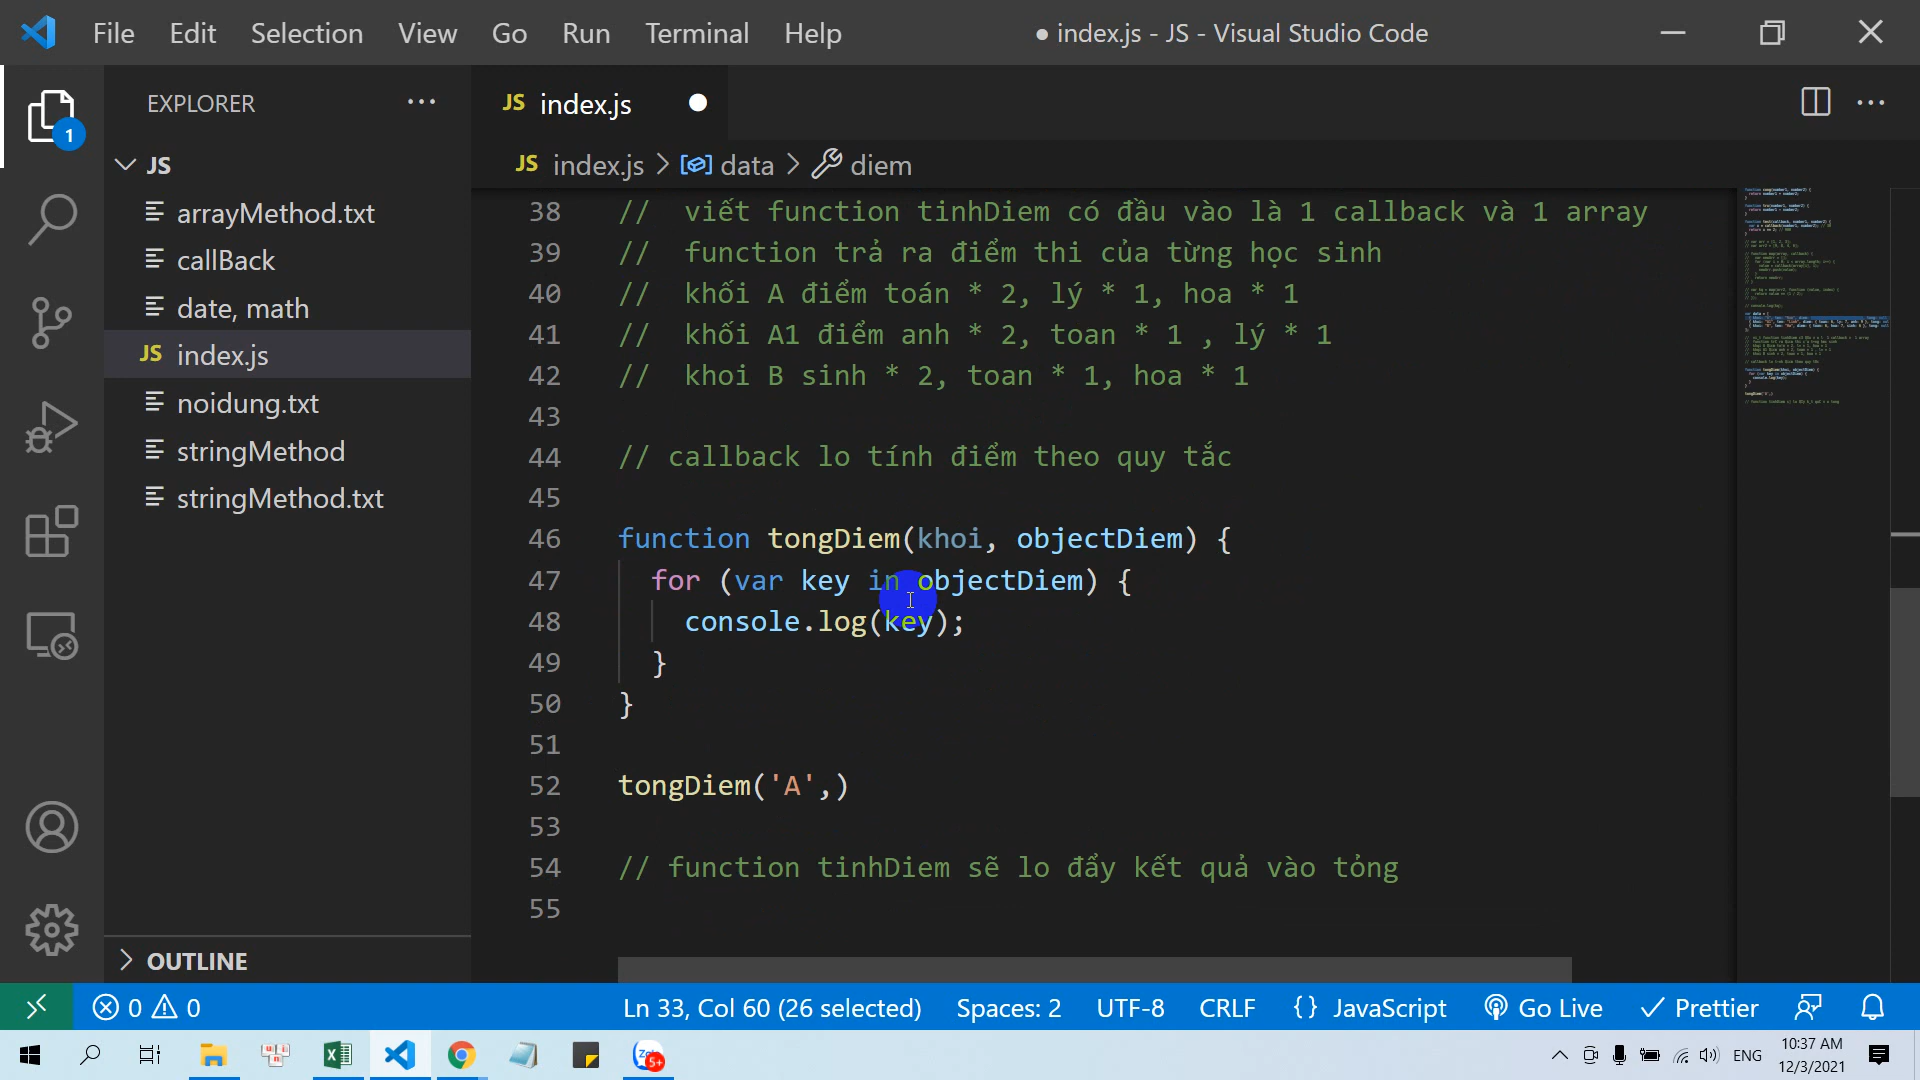 File Edit Selection View Go Run Terminal Help
● index.js - JS - Visual Studio Code
EXPLORER
JS index.js
JS index.js > data > diem
1
JS
arrayMethod.txt
callBack
date, math
JS index.js
noidung.txt
stringMethod
stringMethod.txt
OUTLINE
38 // viết function tinhDiem có đầu vào là 1 callback và 1 array
39 // function trả ra điểm thi của từng học sinh
40 // khối A điểm toán * 2, lý * 1, hoa * 1
41 // khối A1 điểm anh * 2, toan * 1 , lý * 1
42 // khoi B sinh * 2, toan * 1, hoa * 1
43
44 // callback lo tính điểm theo quy tắc
45
46 function tongDiem(khoi, objectDiem) {
47 for (var key in objectDiem) {
48 console.log(key);
49 }
50 }
51
52 tongDiem('A',)
53
54 // function tinhDiem sẽ lo đẩy kết quả vào tỏng
55
0 0
Ln 33, Col 60 (26 selected) Spaces: 2 UTF-8 CRLF {} JavaScript Go Live Prettier
5+
ENG
10:37 AM
12/3/2021